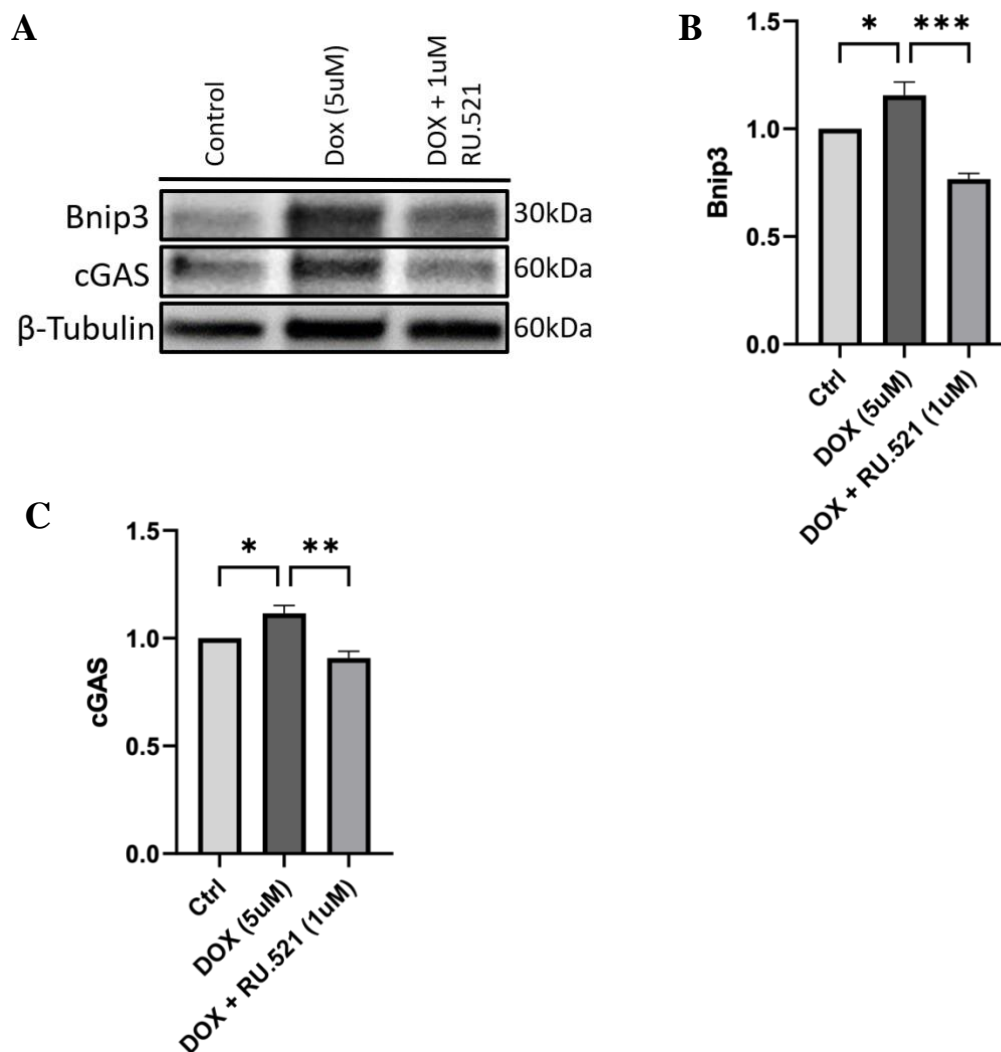 A
Control
Dox (5uM)
DOX + 1uM
RU.521
Bnip3
30kDa
cGAS
60kDa
β-Tubulin
60kDa
B
* ***
1.5
1.0
0.5
0.0
Bnip3
Ctrl
DOX (5uM)
DOX + RU.521 (1uM)
C
* **
1.5
1.0
0.5
0.0
cGAS
Ctrl
DOX (5uM)
DOX + RU.521 (1uM)